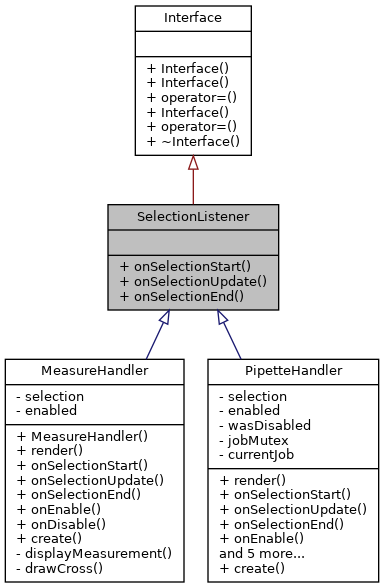 Interface
+ Interface()
+ Interface()
+ operator=()
+ Interface()
+ operator=()
+ ~Interface()
SelectionListener
+ onSelectionStart()
+ onSelectionUpdate()
+ onSelectionEnd()
MeasureHandler
- selection
- enabled
+ MeasureHandler()
+ render()
+ onSelectionStart()
+ onSelectionUpdate()
+ onSelectionEnd()
+ onEnable()
+ onDisable()
+ create()
- displayMeasurement()
- drawCross()
PipetteHandler
- selection
- enabled
- wasDisabled
- jobMutex
- currentJob
+ render()
+ onSelectionStart()
+ onSelectionUpdate()
+ onSelectionEnd()
+ onEnable()
and 5 more...
+ create()